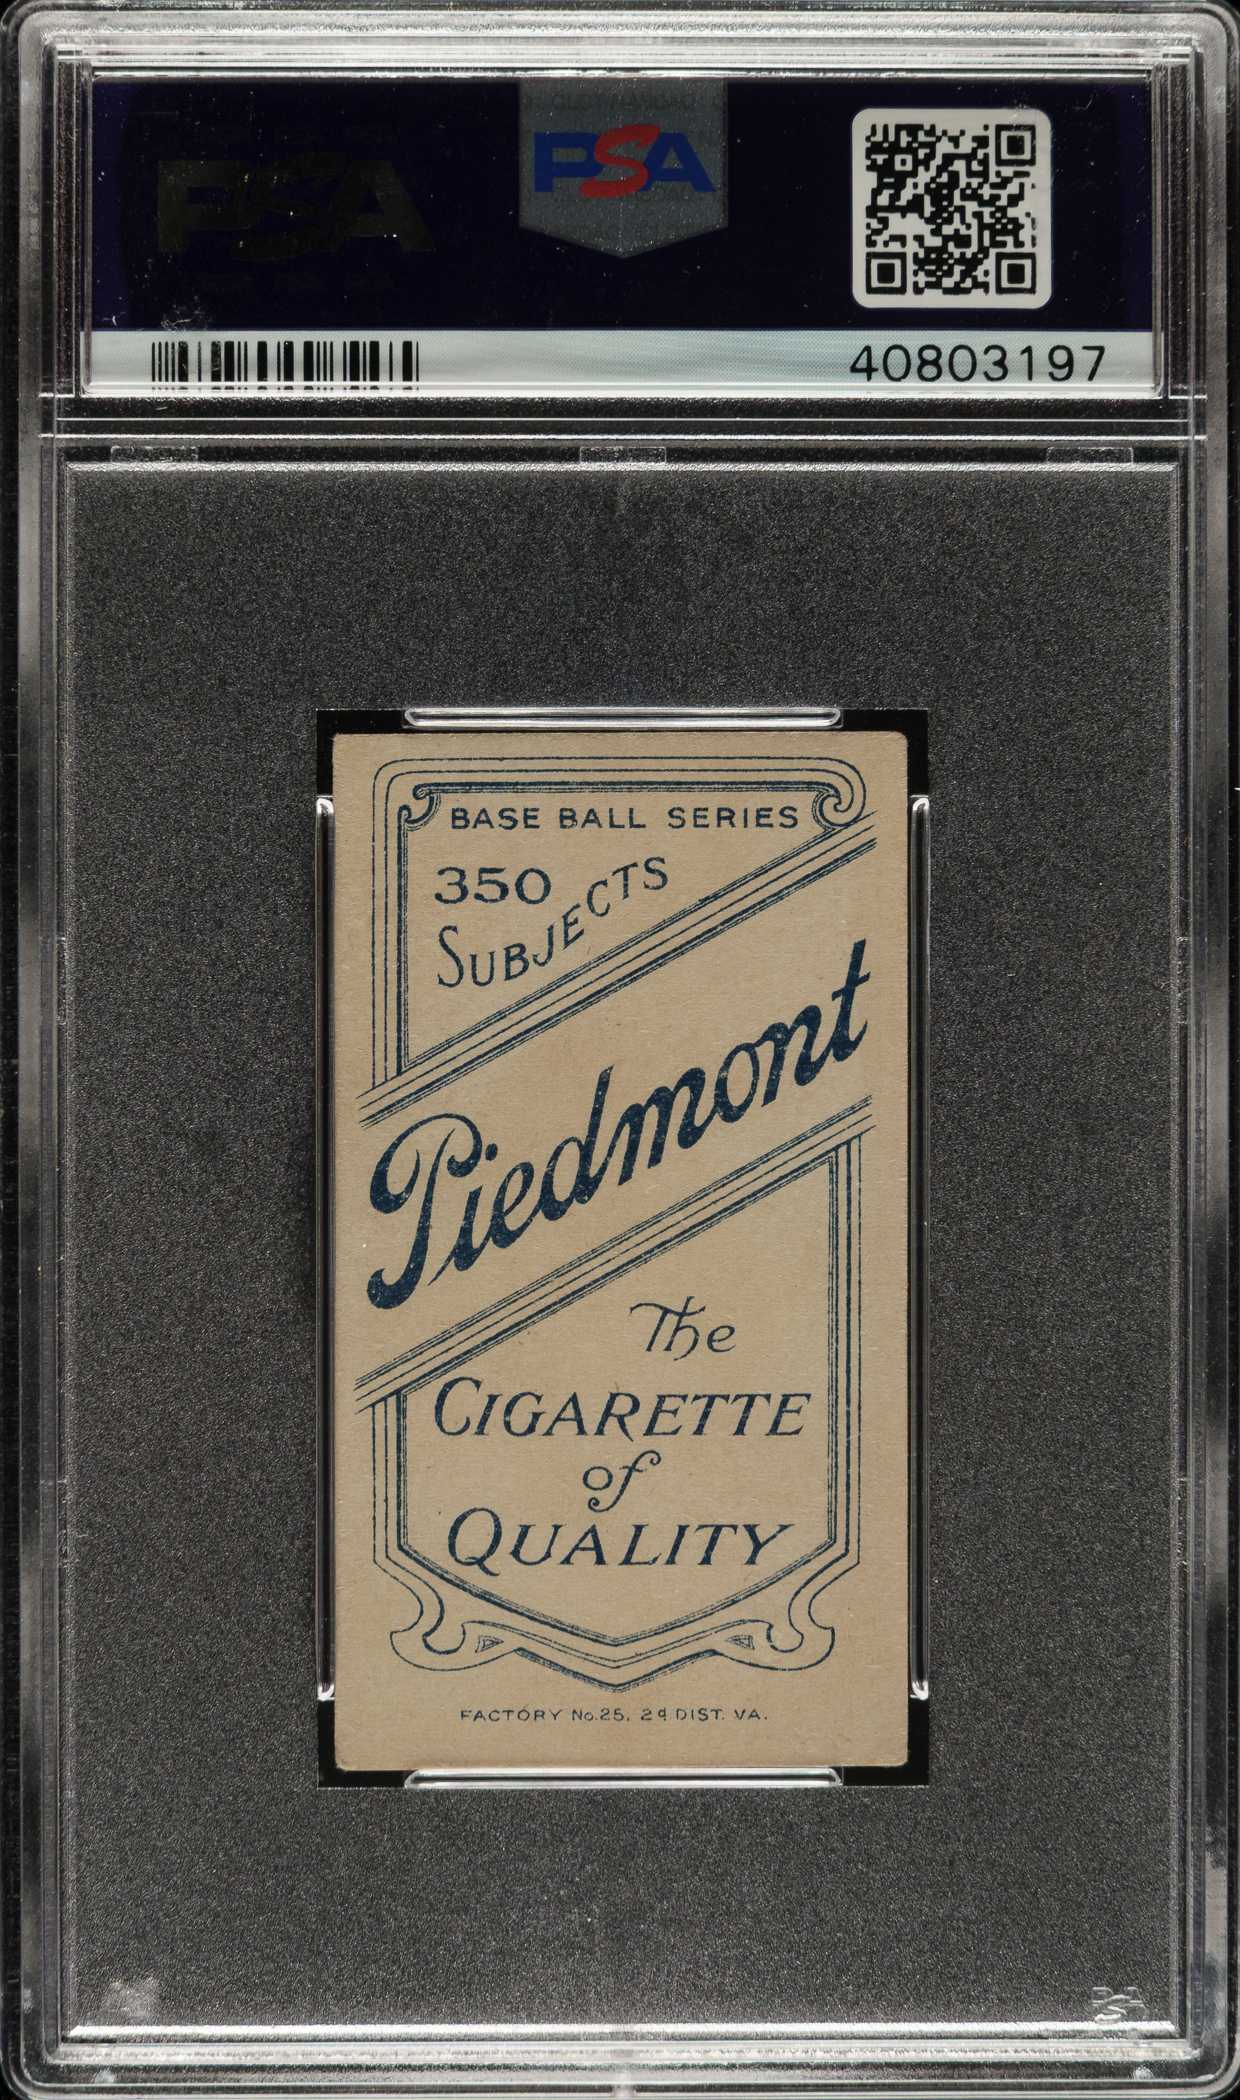 PSA
PSA
40803197
BASE BALL SERIES
350
SUBJECTS
Piedmont
The
CIGARETTE
of
QUALITY
FACTORY No.25, 2d DIST. VA.